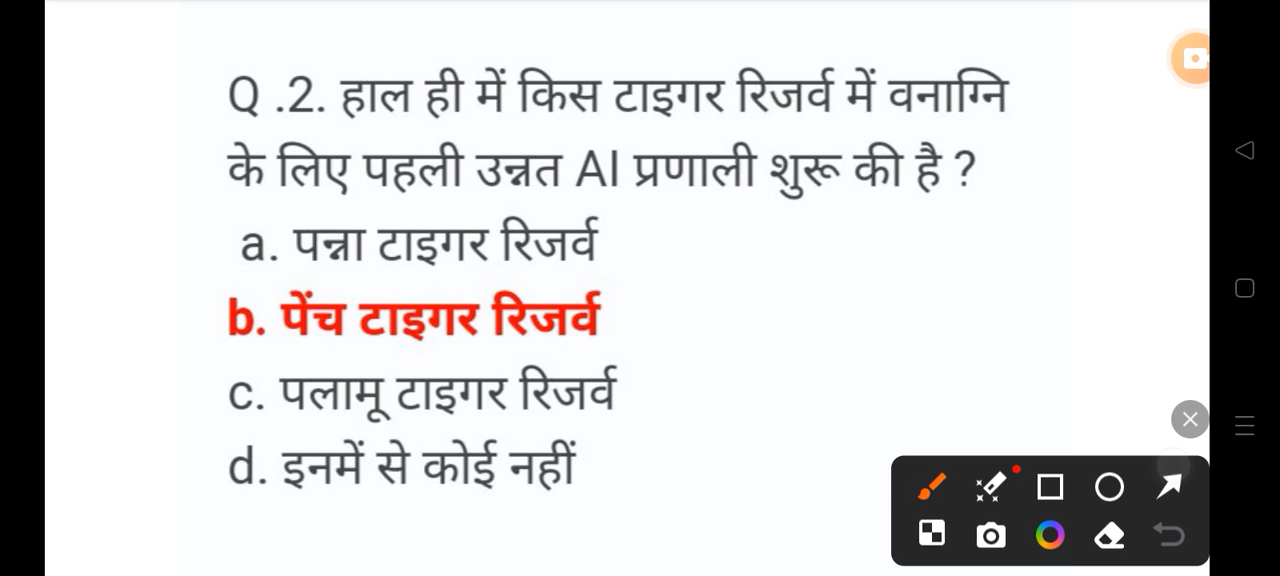 Q .2. हाल ही में किस टाइगर रिजर्व में वनाग्नि
के लिए पहली उन्नत AI प्रणाली शुरू की है ?
a. पन्ना टाइगर रिजर्व
b. पेंच टाइगर रिजर्व
c. पलामू टाइगर रिजर्व
d. इनमें से कोई नहीं